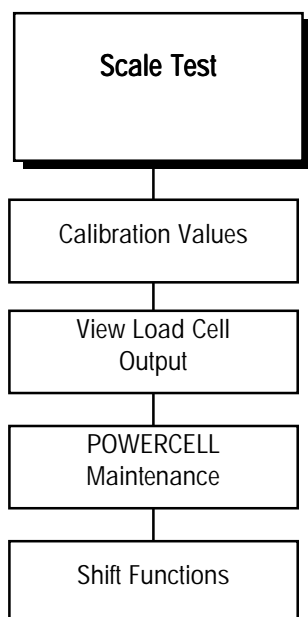 Scale Test
Calibration Values
View Load Cell
Output
POWERCELL
Maintenance
Shift Functions